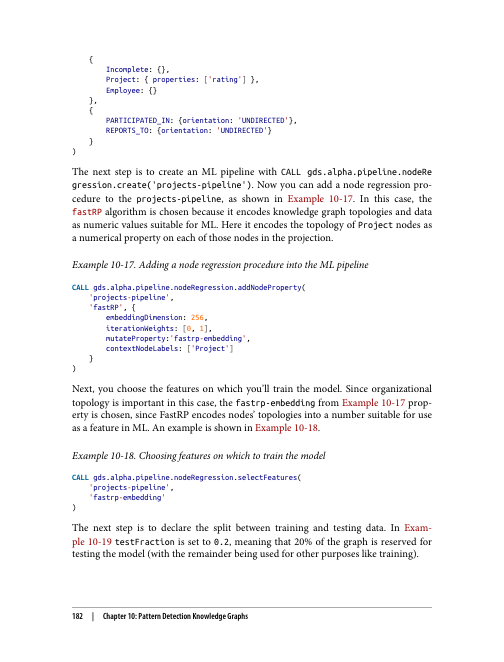 {
Incomplete: {},
Project: { properties: ['rating'] },
Employee: {}
},
{
PARTICIPATED_IN: {orientation: 'UNDIRECTED'},
REPORTS_TO: {orientation: 'UNDIRECTED'}
}
)
The next step is to create an ML pipeline with CALL gds.alpha.pipeline.nodeRe
gression.create('projects-pipeline'). Now you can add a node regression pro-
cedure to the projects-pipeline, as shown in Example 10-17. In this case, the
fastRP algorithm is chosen because it encodes knowledge graph topologies and data
as numeric values suitable for ML. Here it encodes the topology of Project nodes as
a numerical property on each of those nodes in the projection.
Example 10-17. Adding a node regression procedure into the ML pipeline
CALL gds.alpha.pipeline.nodeRegression.addNodeProperty(
'projects-pipeline',
'fastRP', {
embeddingDimension: 256,
iterationWeights: [0, 1],
mutateProperty:'fastrp-embedding',
contextNodeLabels: ['Project']
}
)
Next, you choose the features on which you'll train the model. Since organizational
topology is important in this case, the fastrp-embedding from Example 10-17 prop-
erty is chosen, since FastRP encodes nodes' topologies into a number suitable for use
as a feature in ML. An example is shown in Example 10-18.
Example 10-18. Choosing features on which to train the model
CALL gds.alpha.pipeline.nodeRegression.selectFeatures(
'projects-pipeline',
'fastrp-embedding'
)
The next step is to declare the split between training and testing data. In Exam-
ple 10-19 testFraction is set to 0.2, meaning that 20% of the graph is reserved for
testing the model (with the remainder being used for other purposes like training).
182 | Chapter 10: Pattern Detection Knowledge Graphs